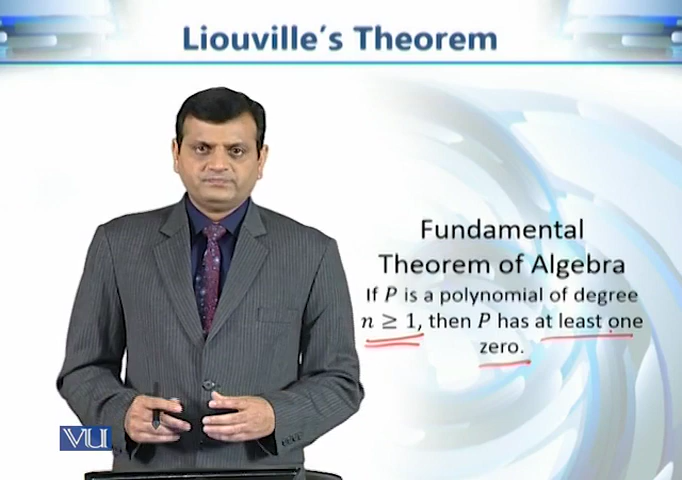 Liouville's Theorem
Fundamental
Theorem of Algebra
If P is a polynomial of degree
n ≥ 1, then P has at least one
zero.
VU